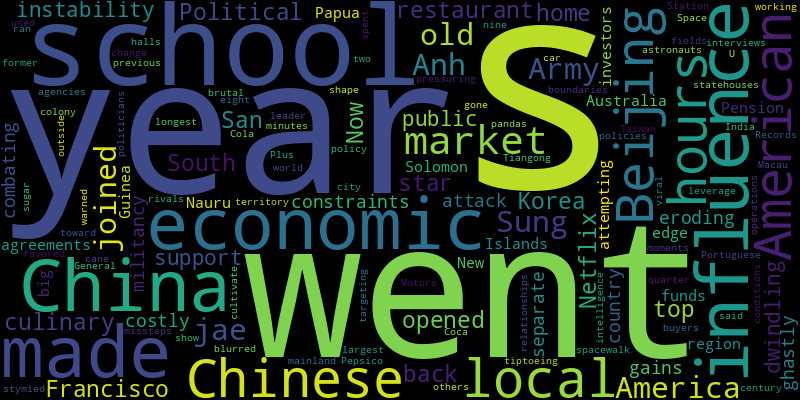 instability
Political
Papua
restaurant
home
school
old
Anh
Army
year
S
Beijing
influence
hours
American
investors
public
market
Now
San
South
star
Korea
Sung
attack
Australia
Pension
combating
joined
Guinea
militancy
Nauru
territory
constraints
Solomon
Islands
economic
support
agreements
China
went
Netflix
attempting
eroding
edge
country
top
funds
region
gains
dwindling
ghastly
separate
New
opened
back
local
America
culinary
costly
made
jae
Francisco
Chinese
big
used
ran
halls
change
former
previous
agencies
brutal
eight
longest
leader
minutes
colony
shape
outside
politicians
spent
two
nine
pressuring
gone
car
boundaries
Cola
Plus
world
policy
city
pandas
Tiangong
policies
Taiwan
fields
astronauts
Station
Space
interviews
U
working
statehouses
India
Records
Macau
viral
leverage
operations
moments
Portuguese
quarter
conditions
said
buyers
century
sugar
warned
rivals
toward
favored
cane
General
cultivate
show
missteps
blurred
largest
mainland
Pepsico
stymied
targeting
Motors
Coca
others
tiptoeing
relationships
intelligence
spacewalk